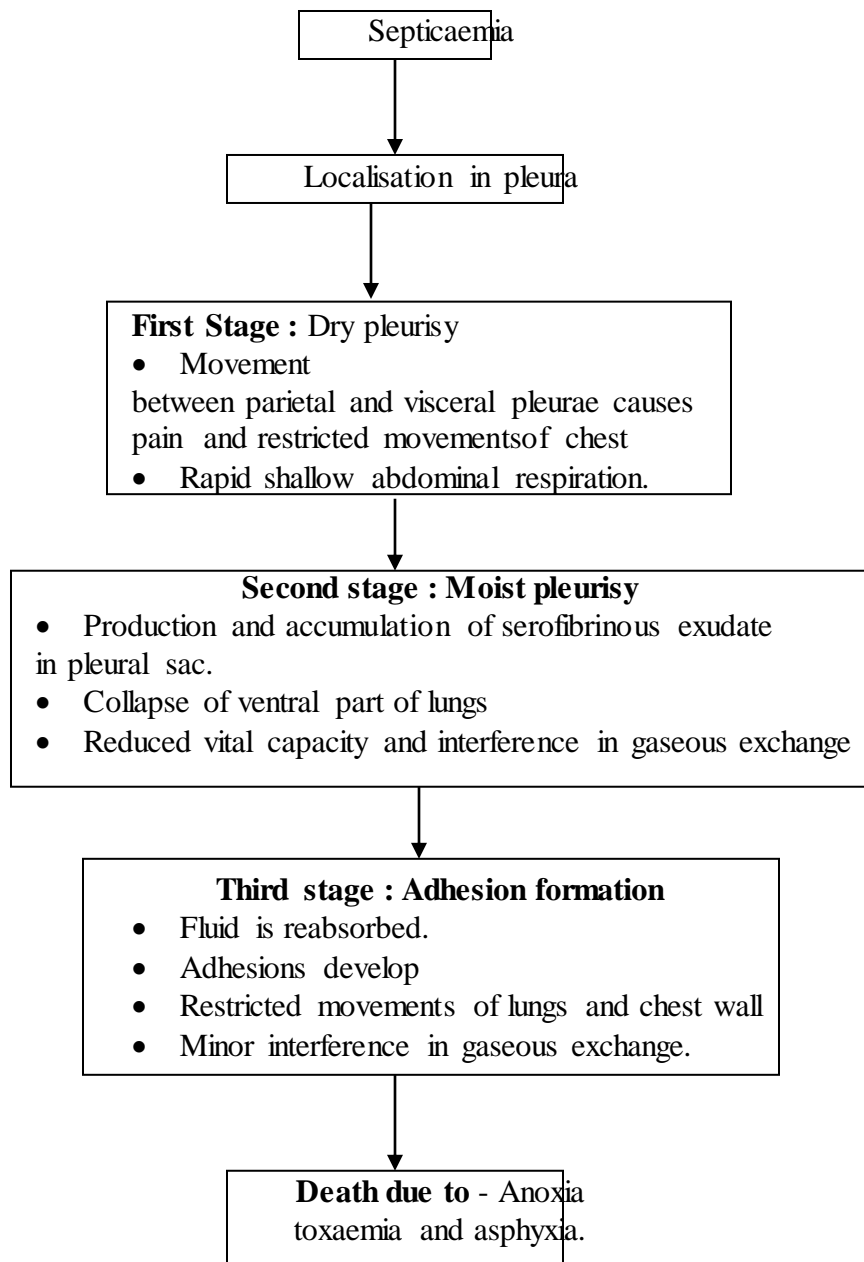 Septicaemia
Localisation in pleura
First Stage : Dry pleurisy
• Movement
between parietal and visceral pleurae causes
pain and restricted movementsof chest
• Rapid shallow abdominal respiration.
Second stage : Moist pleurisy
• Production and accumulation of serofibrinous exudate
in pleural sac.
• Collapse of ventral part of lungs
• Reduced vital capacity and interference in gaseous exchange
Third stage : Adhesion formation
• Fluid is reabsorbed.
• Adhesions develop
• Restricted movements of lungs and chest wall
• Minor interference in gaseous exchange.
Death due to - Anoxia
toxaemia and asphyxia.